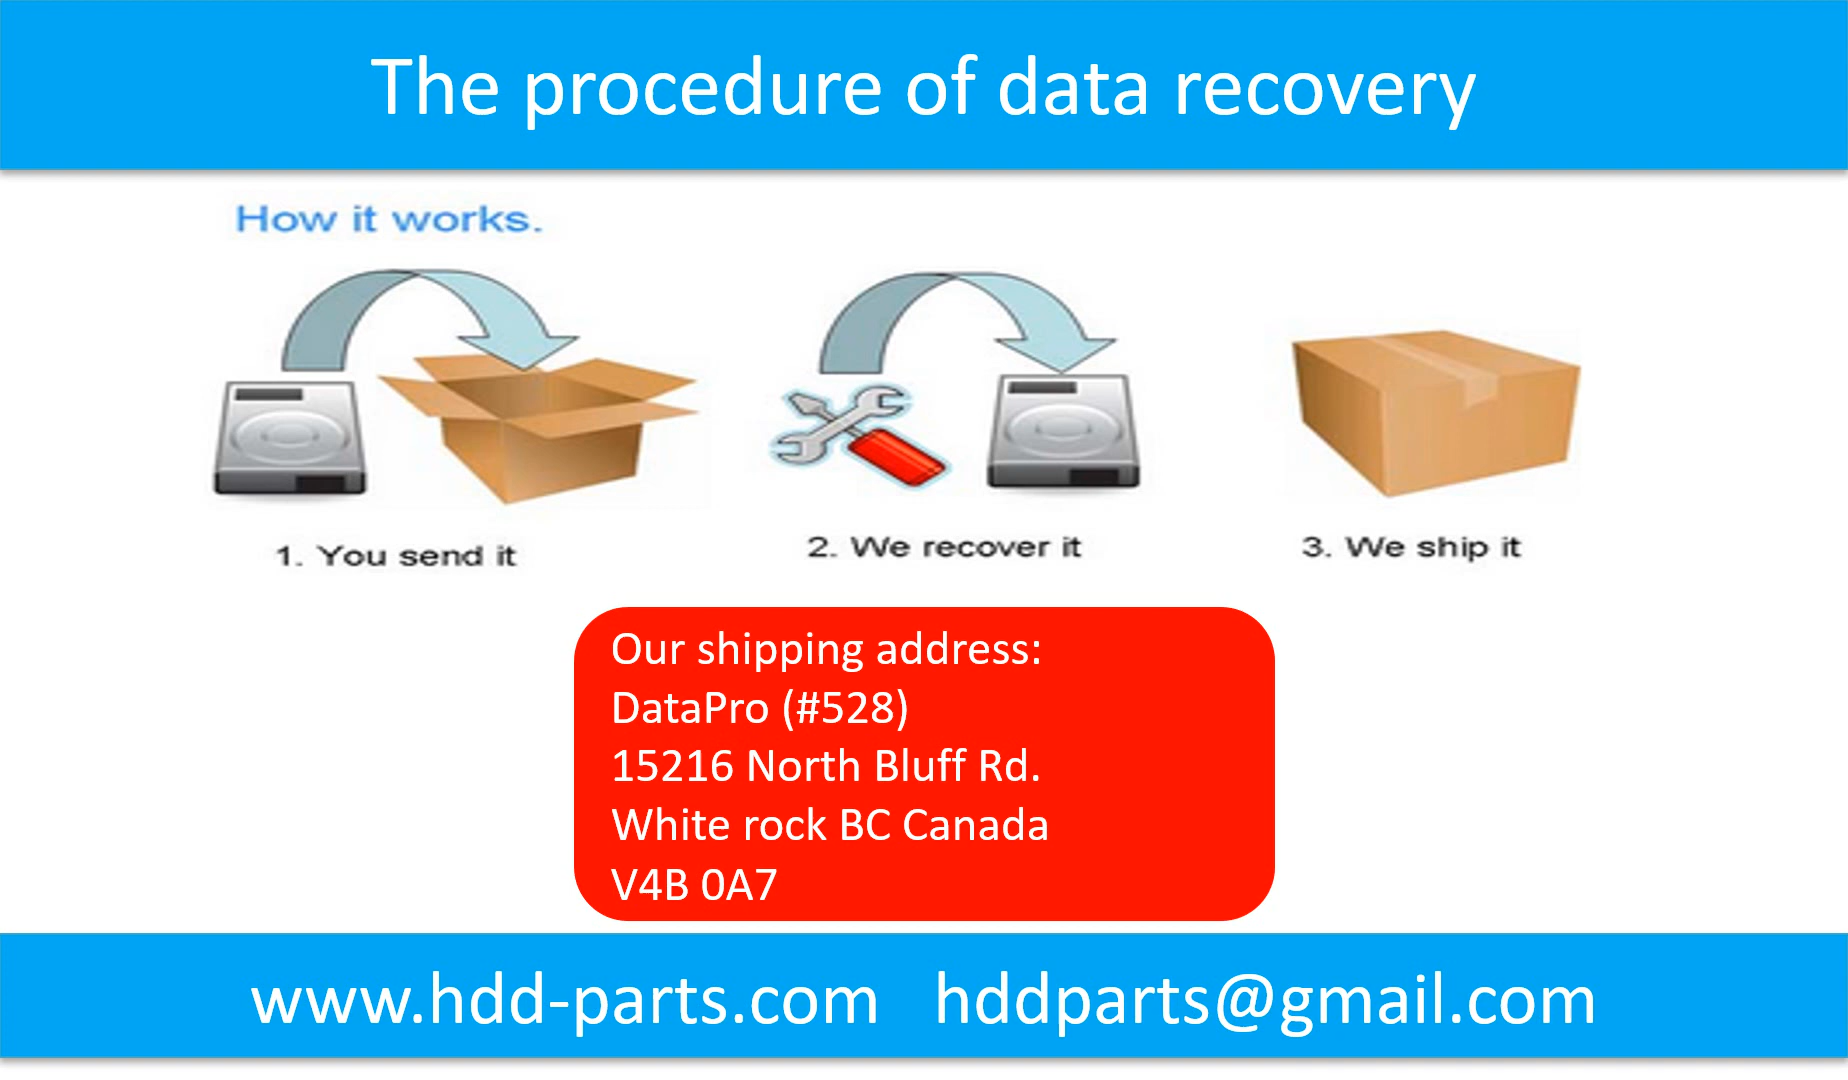 The procedure of data recovery
How it works.
1. You send it
2. We recover it
3. We ship it
Our shipping address:
DataPro (#528)
15216 North Bluff Rd.
White rock BC Canada
V4B 0A7
www.hdd-parts.com hddparts@gmail.com